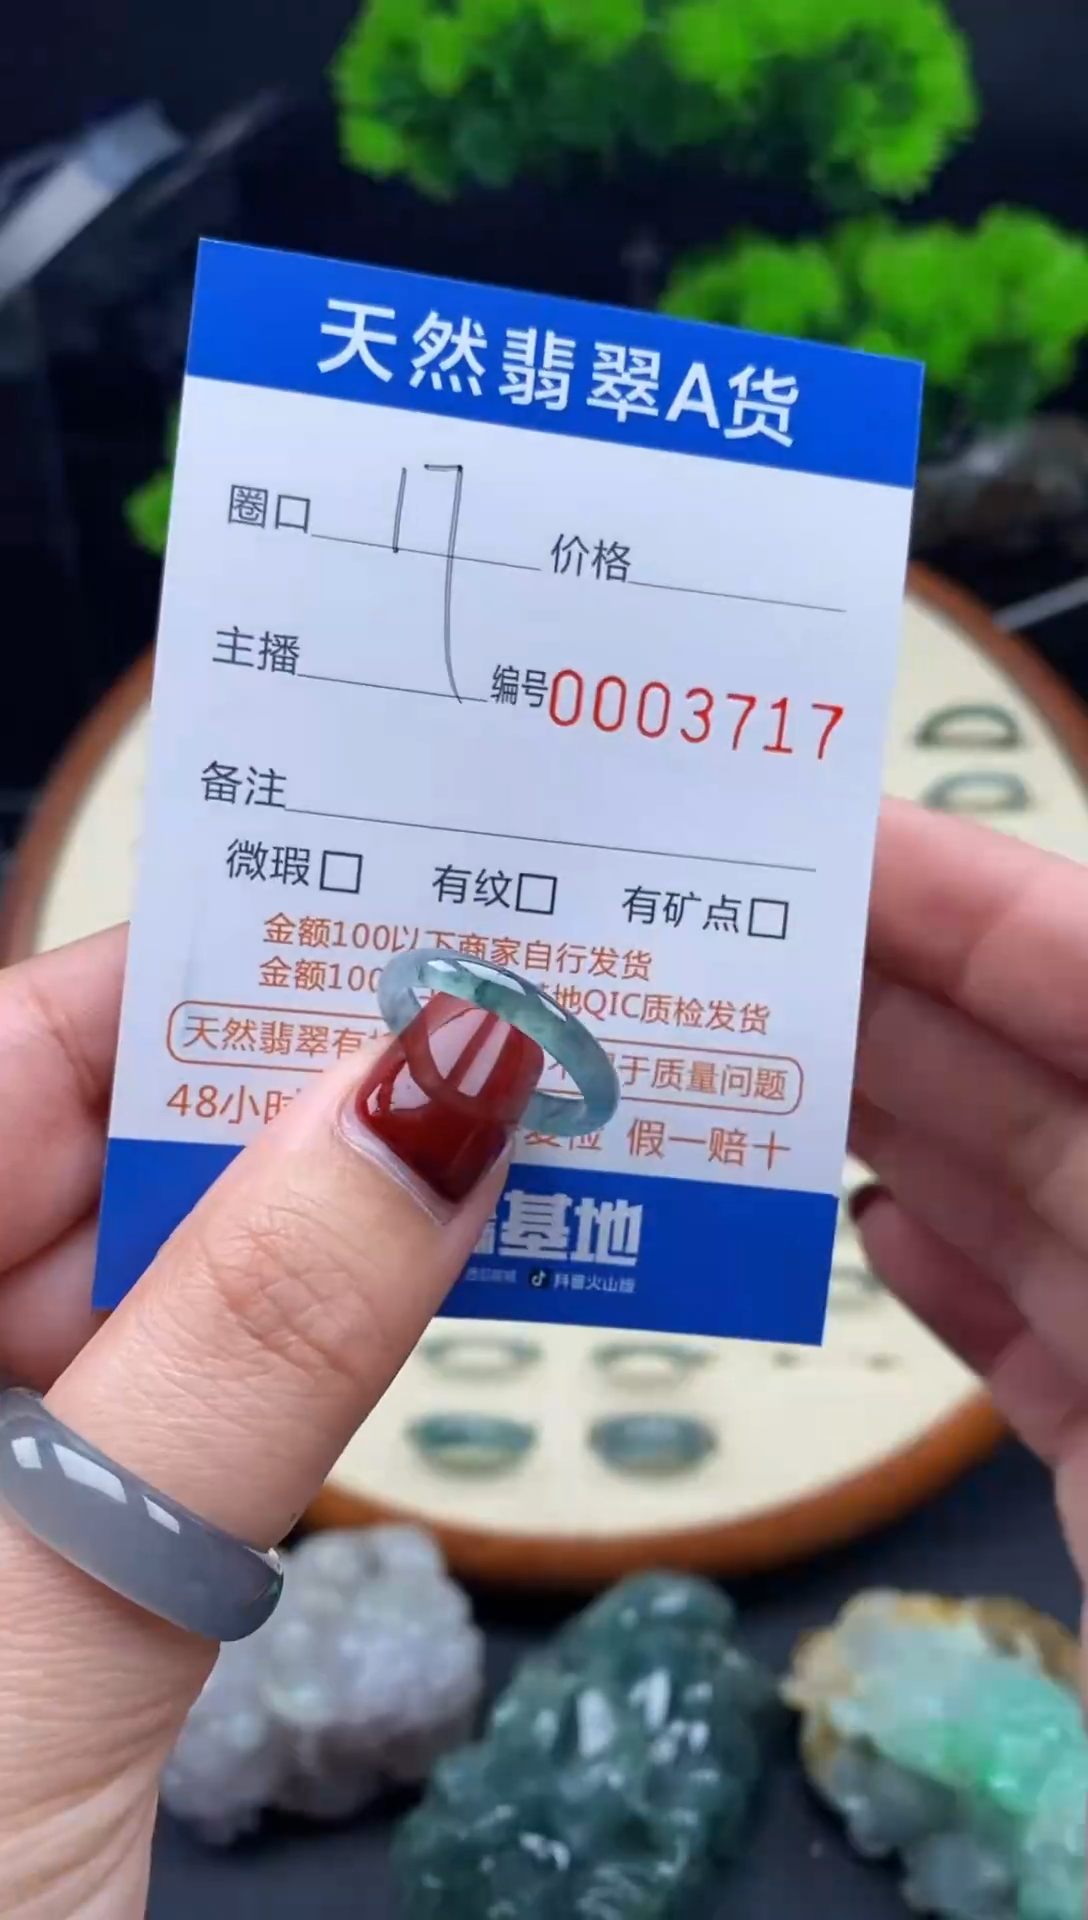 天然翡翠A货
圈口 17 价格
主播 编号0003717
备注
微瑕□ 有纹□ 有矿点□
金额100以下商家自行发货
金额100 地QIC质检发货
天然翡翠有 于质量问题
48小时 复检 假一赔十
基地
抖音火山版